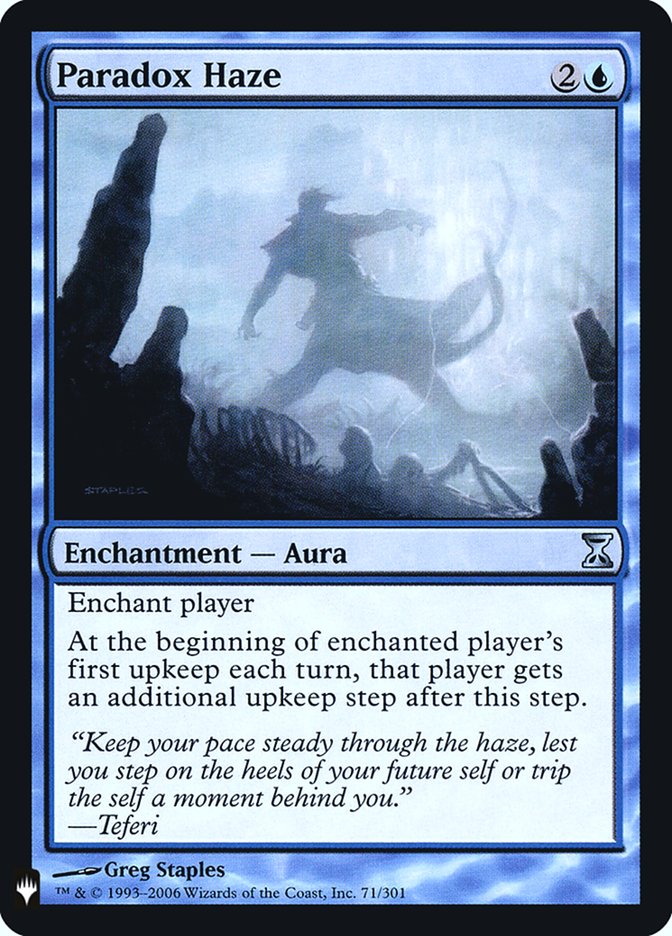 Paradox Haze 2
STAPLES
Enchantment — Aura
Enchant player
At the beginning of enchanted player's
first upkeep each turn, that player gets
an additional upkeep step after this step.
“Keep your pace steady through the haze, lest
you step on the heels of your future self or trip
the self a moment behind you.”
—Teferi
Greg Staples
™ & © 1993–2006 Wizards of the Coast, Inc. 71/301